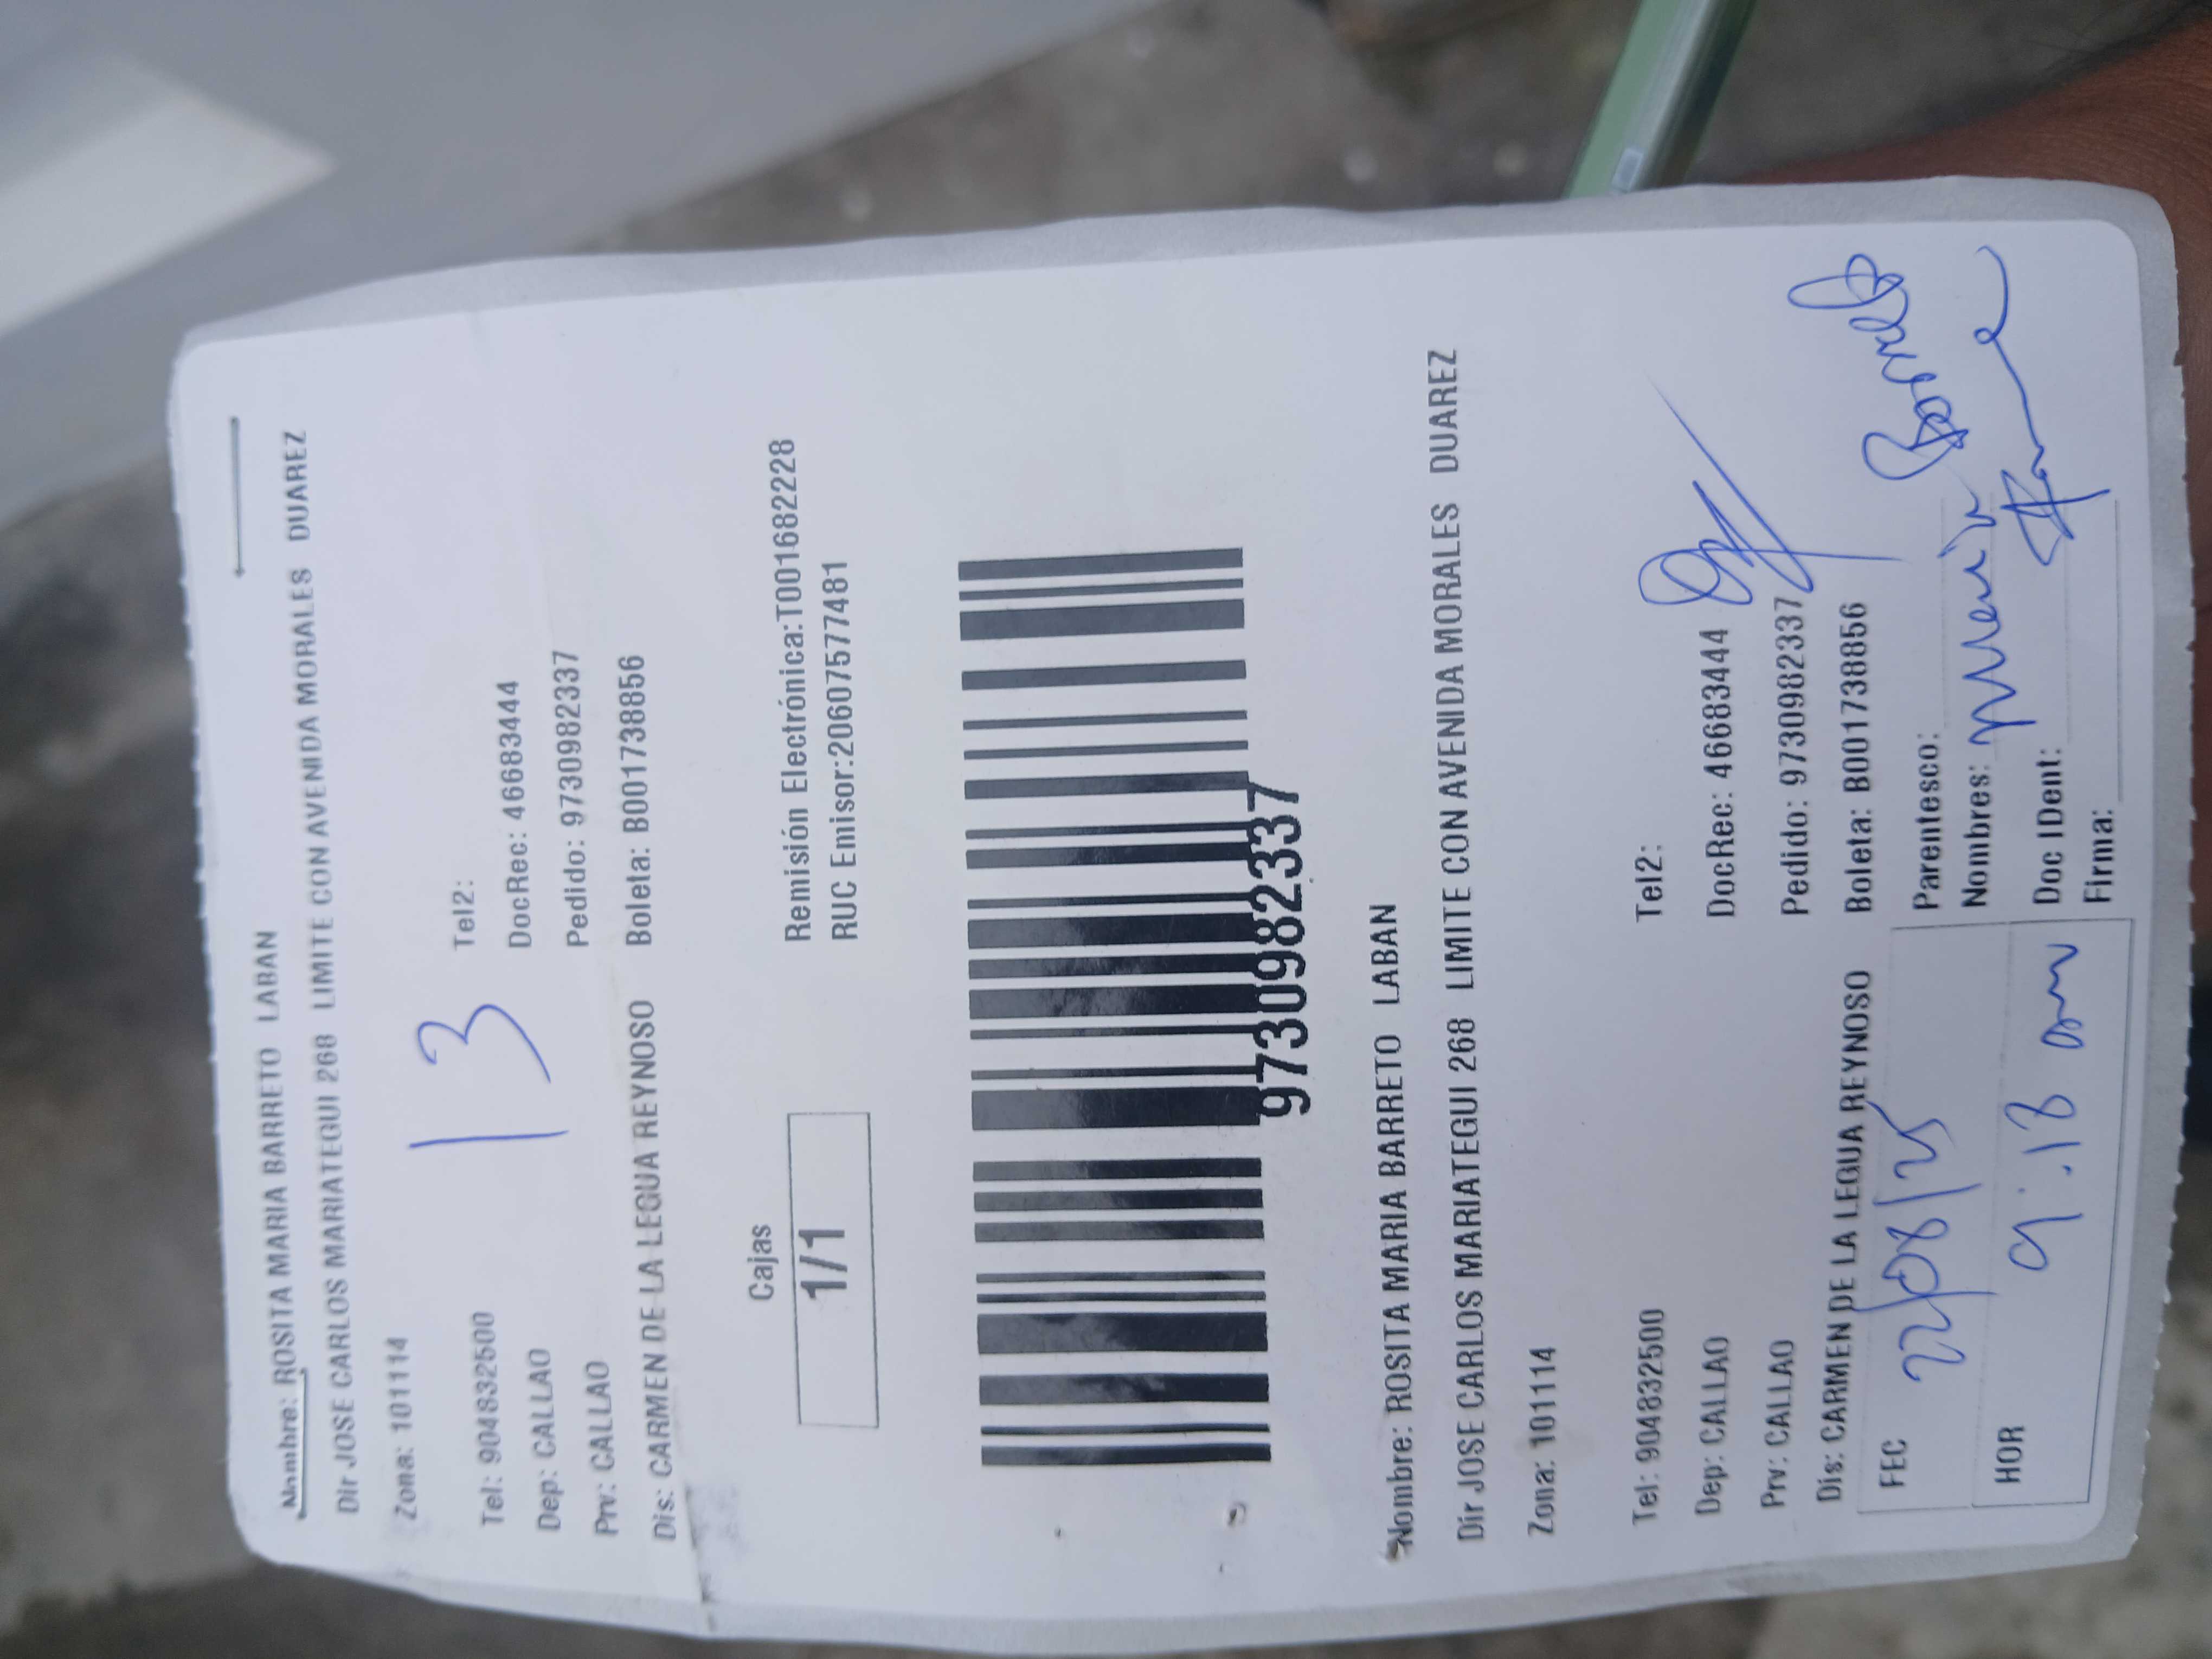 Nombre: ROSITA MARIA BARRETO LABAN
Dir JOSE CARLOS MARIATEGUI 268 LIMITE CON AVENIDA MORALES DUAREZ
Zona: 101114
13
Tel: 904832500 Tel2:
Dep: CALLAO DocRec: 46683444
Prv: CALLAO Pedido: 9730982337
Dis: CARMEN DE LA LEGUA REYNOSO Boleta: B001738856
Cajas
1/1
Remisión Electrónica:T001682228
RUC Emisor:20607577481
9730982337
Nombre: ROSITA MARIA BARRETO LABAN
Dir JOSE CARLOS MARIATEGUI 268 LIMITE CON AVENIDA MORALES DUAREZ
Zona: 101114
Tel: 904832500 Tel2:
Dep: CALLAO DocRec: 46683444
Prv: CALLAO Pedido: 9730982337
Dis: CARMEN DE LA LEGUA REYNOSO Boleta: B001738856
FEC 22/08/25 Parentesco:
Nombres:
HOR 9:18 am Doc IDent:
Firma: